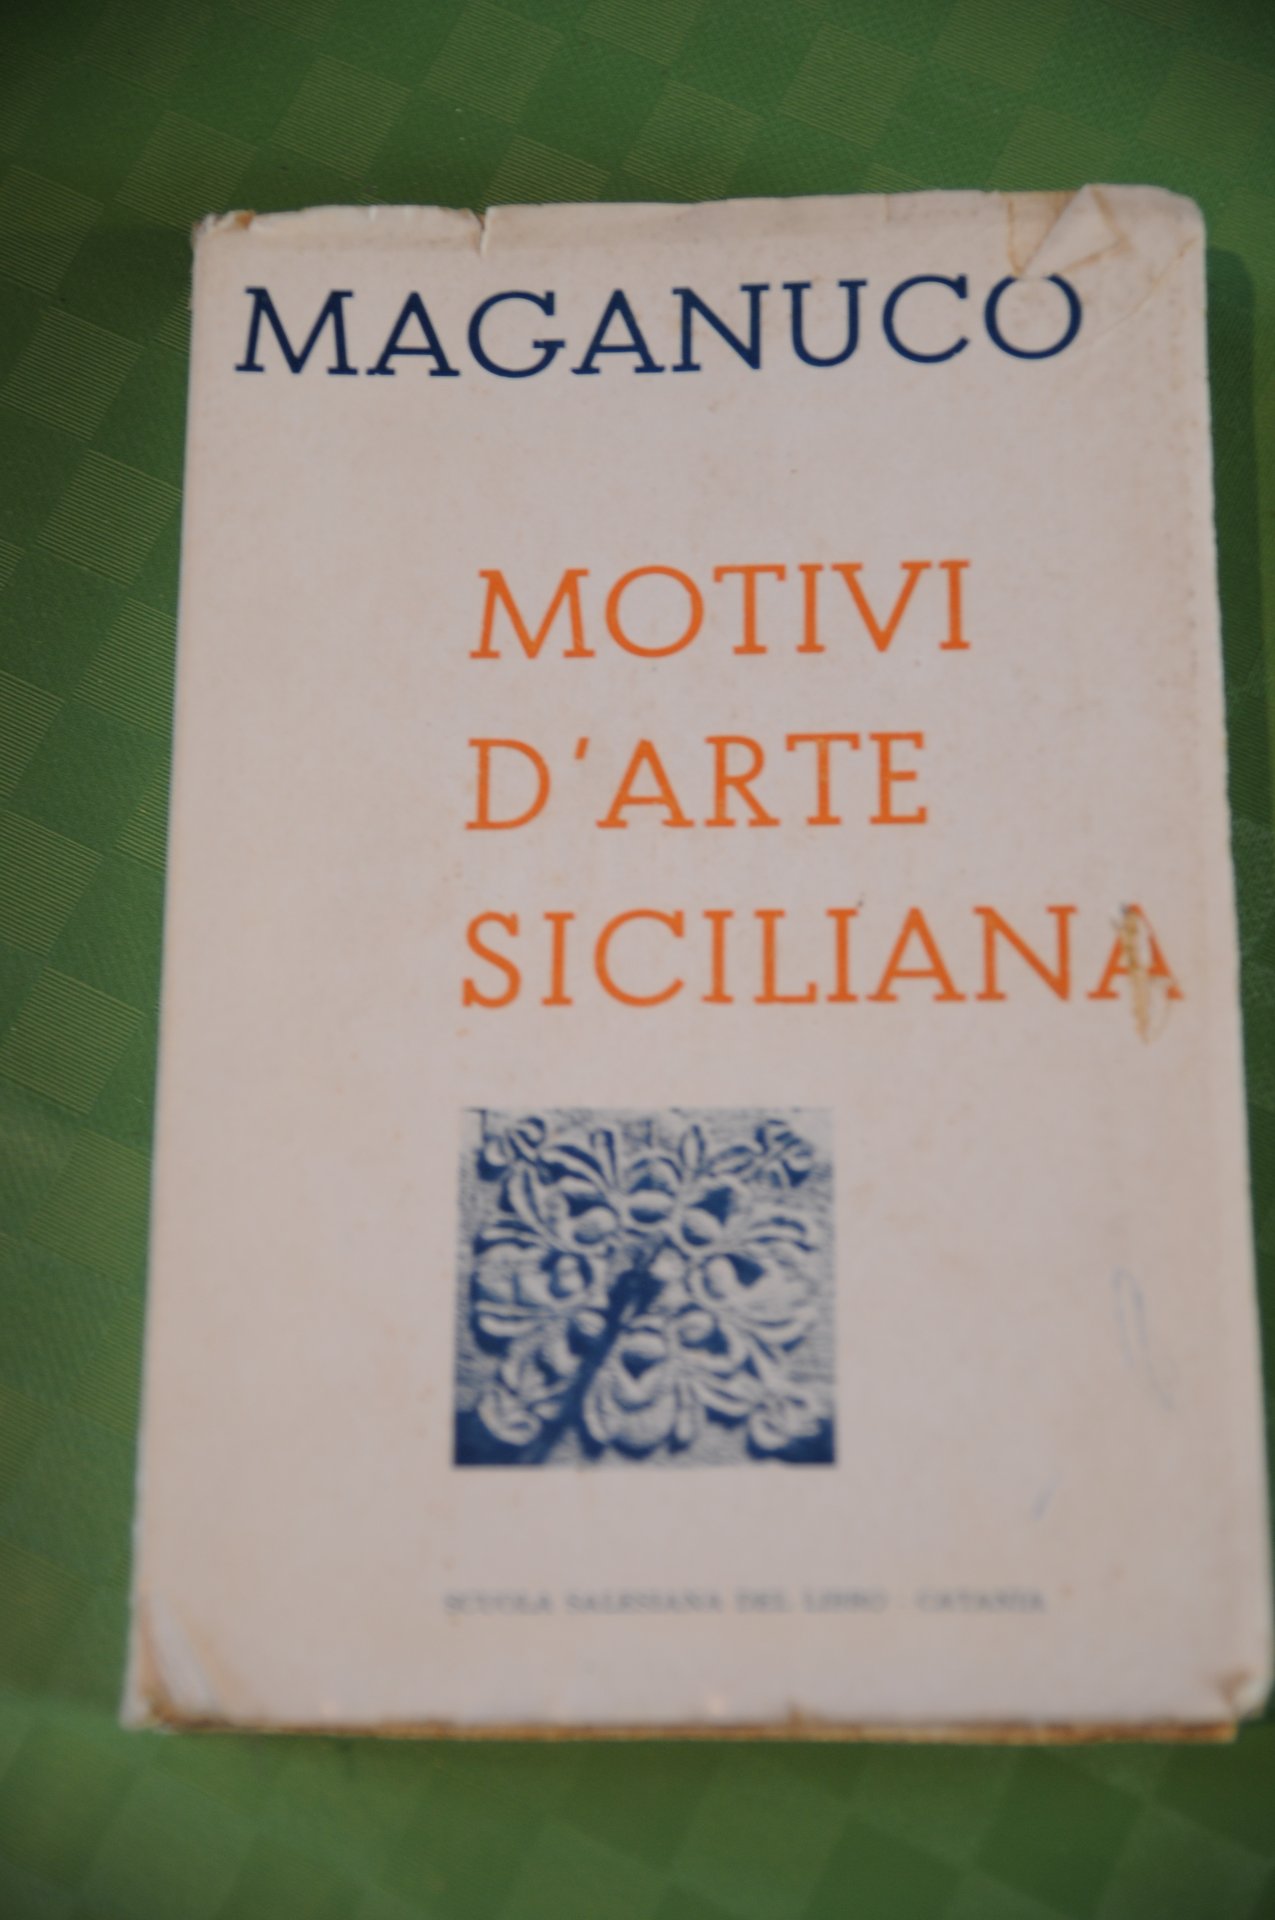 MAGANUCO
MOTIVI
D'ARTE
SICILIANA
SCUOLA SALESIANA DEL LIBRO - CATANIA